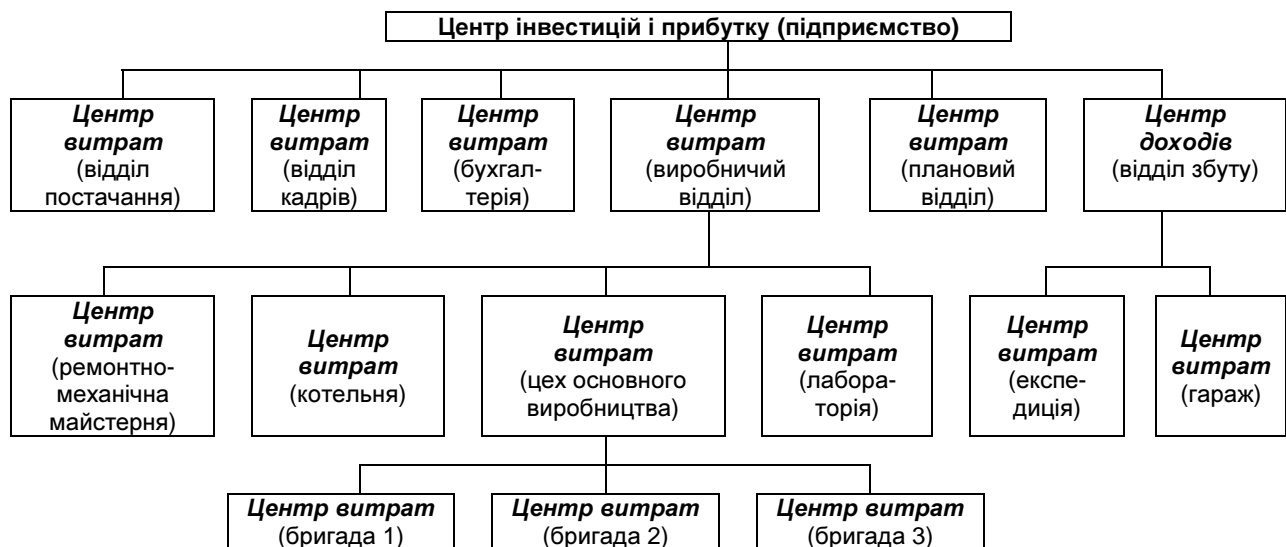 Центр інвестицій і прибутку (підприємство)
Центр
витрат
(відділ
постачання)
Центр
витрат
(відділ
кадрів)
Центр
витрат
(бухгал-
терія)
Центр
витрат
(виробничий
відділ)
Центр
витрат
(плановий
відділ)
Центр
доходів
(відділ збуту)
Центр
витрат
(ремонтно-
механічна
майстерня)
Центр
витрат
(котельня)
Центр
витрат
(цех основного
виробництва)
Центр
витрат
(лабора-
торія)
Центр
витрат
(експе-
диція)
Центр
витрат
(гараж)
Центр витрат
(бригада 1)
Центр витрат
(бригада 2)
Центр витрат
(бригада 3)